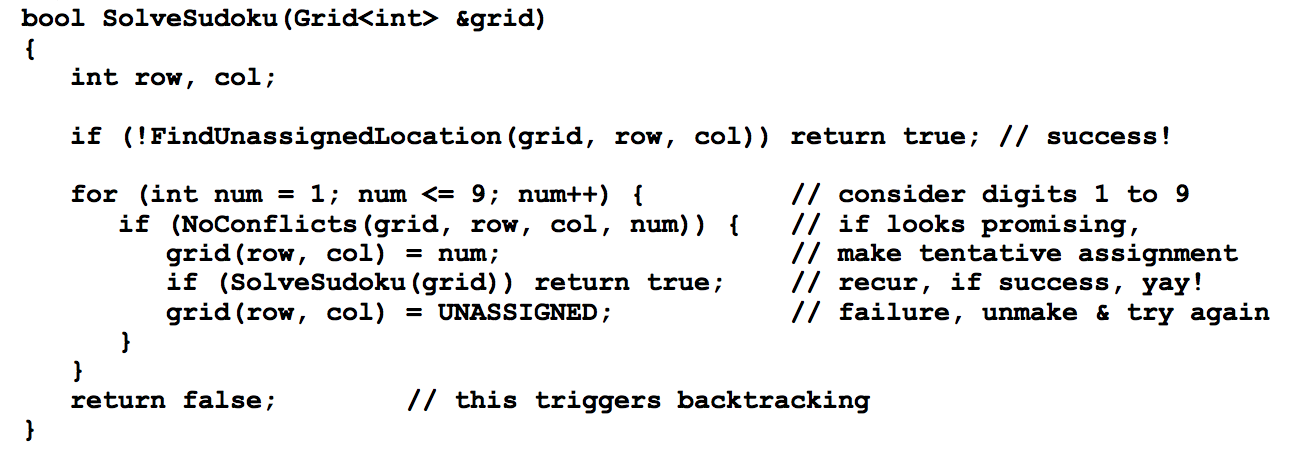 bool SolveSudoku(Grid<int> &grid)
{
int row, col;
if (!FindUnassignedLocation(grid, row, col)) return true; // success!
for (int num = 1; num <= 9; num++) { // consider digits 1 to 9
if (NoConflicts(grid, row, col, num)) { // if looks promising,
grid(row, col) = num; // make tentative assignment
if (SolveSudoku(grid)) return true; // recur, if success, yay!
grid(row, col) = UNASSIGNED; // failure, unmake & try again
}
}
return false; // this triggers backtracking
}